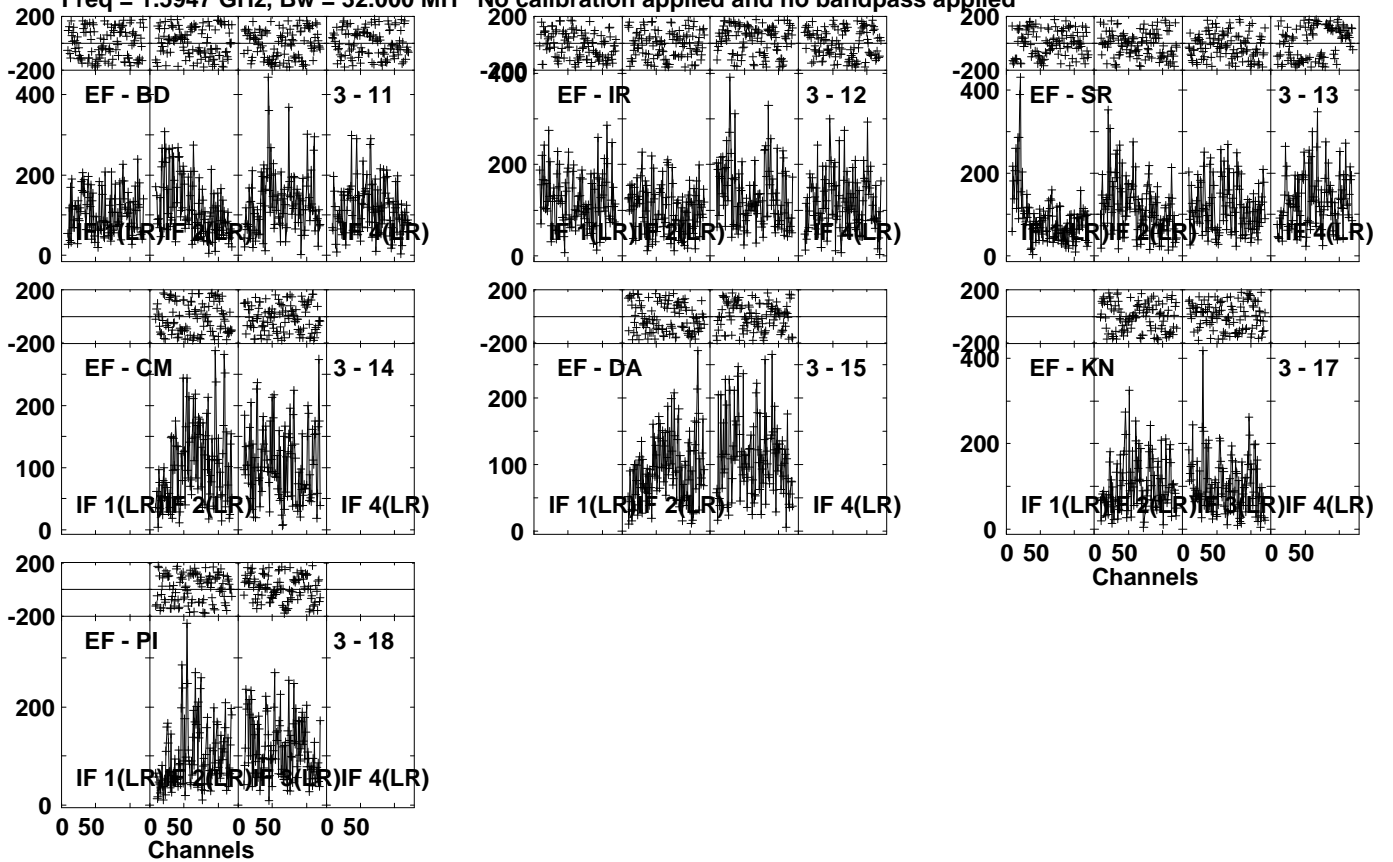 Freq = 1.5947 GHz, Bw = 32.000 MH No calibration applied and no bandpass applied
200
-200
EF - BD 3 - 11
400
200
0
IF 1(LR) IF 2(LR) IF 4(LR)
200
-200
400
EF - IR 3 - 12
200
0
IF 1(LR) IF 2(LR) IF 4(LR)
200
-200
400
EF - SR 3 - 13
200
0
IF 1(LR) IF 2(LR) IF 4(LR)
200
-200
EF - CM 3 - 14
200
100
0
IF 1(LR) IF 2(LR) IF 4(LR)
200
-200
EF - DA 3 - 15
200
100
0
IF 1(LR) IF 2(LR) IF 4(LR)
200
-200
400
EF - KN 3 - 17
200
0
IF 1(LR) IF 2(LR) IF 3(LR) IF 4(LR)
0 50 0 50 0 50 0 50
Channels
200
-200
EF - PI 3 - 18
200
0
IF 1(LR) IF 2(LR) IF 3(LR) IF 4(LR)
0 50 0 50 0 50 0 50
Channels